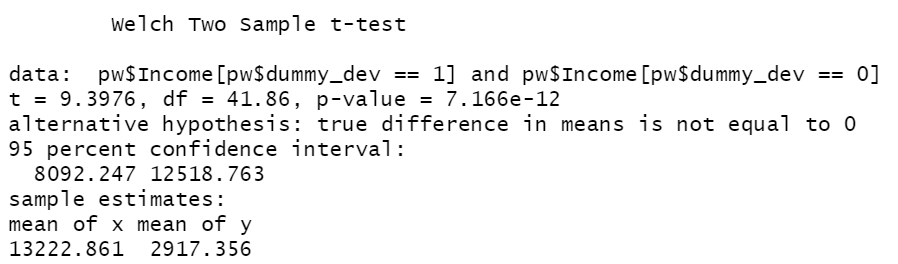 Welch Two Sample t-test
data:  pw$Income[pw$dummy_dev == 1] and pw$Income[pw$dummy_dev == 0]
t = 9.3976, df = 41.86, p-value = 7.166e-12
alternative hypothesis: true difference in means is not equal to 0
95 percent confidence interval:
8092.247 12518.763
sample estimates:
mean of x mean of y
13222.861  2917.356